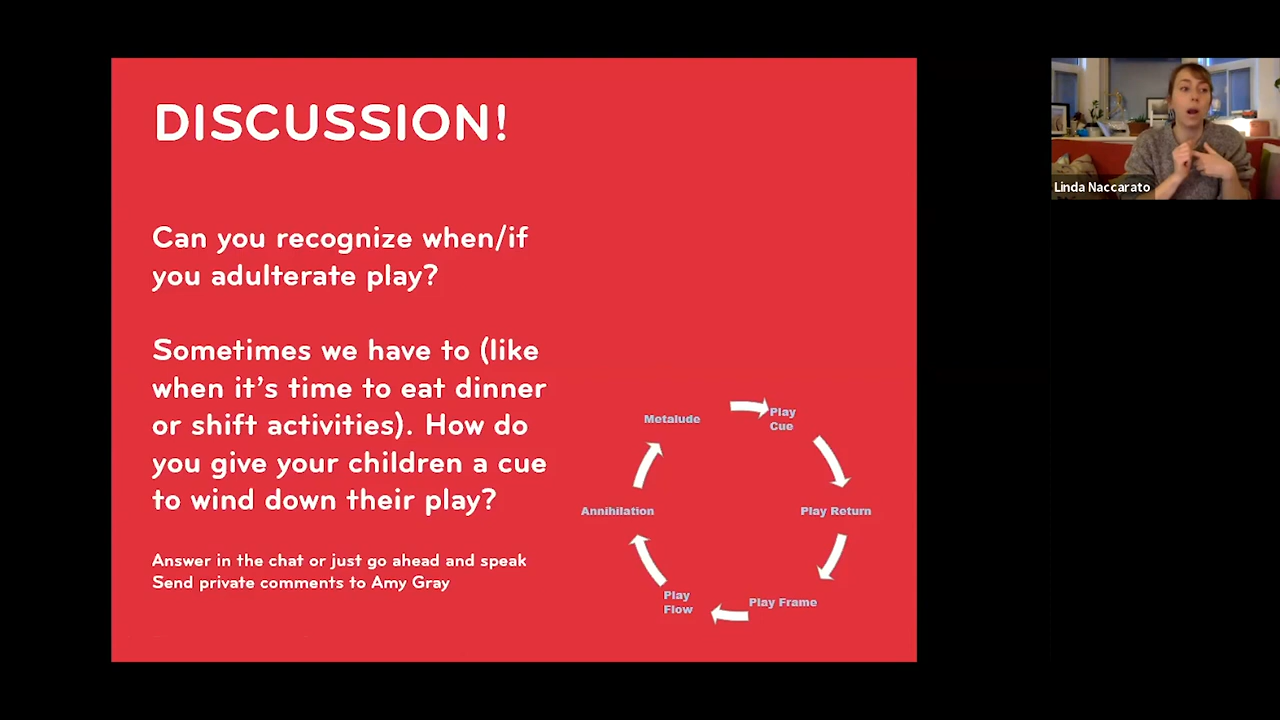 DISCUSSION!
Can you recognize when/if
you adulterate play?
Sometimes we have to (like
when it's time to eat dinner
or shift activities). How do
you give your children a cue
to wind down their play?
Answer in the chat or just go ahead and speak
Send private comments to Amy Gray
Metalude
Play
Cue
Play Return
Play Frame
Play
Flow
Annihilation
Linda Naccarato